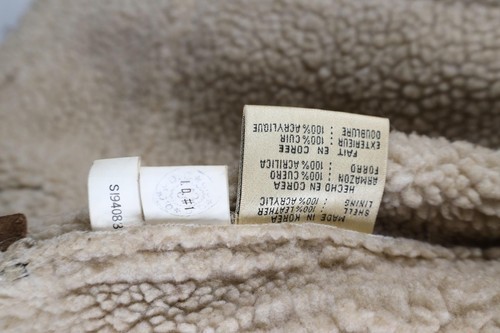 MADE IN KOREA
SHELL : 100% LEATHER
LINING : 100% ACRYLIC
HECHO EN COREA
ARMAZON : 100% CUERO
FORRO : 100% ACRILICA
FAIT EN COREE
EXTERIEUR : 100% CUIR
DOUBLURE : 100% ACRYLIQUE
I.D #1
SI94083